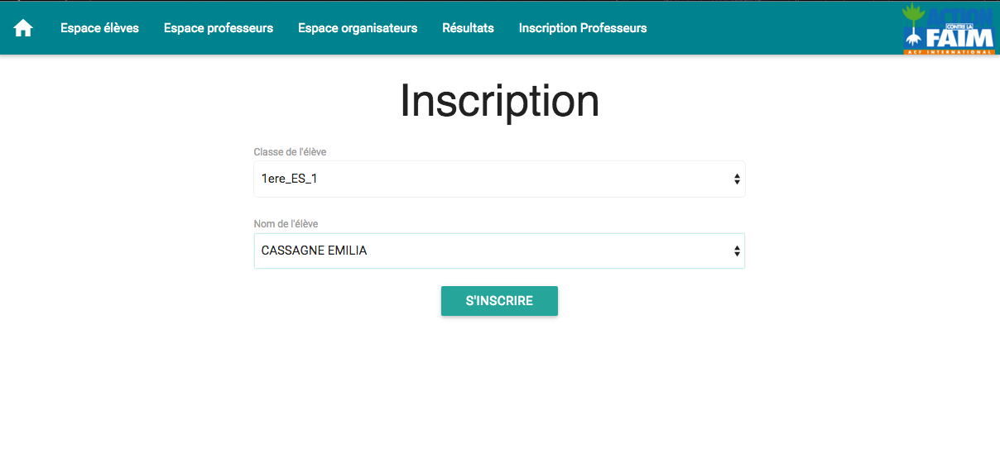 Espace élèves Espace professeurs Espace organisateurs Résultats Inscription Professeurs
ACTION
CONTRE LA
FAIM
ACF INTERNATIONAL
Inscription
Classe de l'élève
1ere_ES_1
Nom de l'élève
CASSAGNE EMILIA
S'INSCRIRE